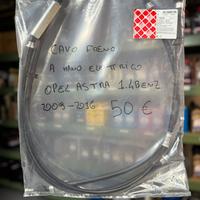 CAVO FRENO
A MANO ELETTRICO
OPEL ASTRA 1.4BENZ
2009-2016 50 €